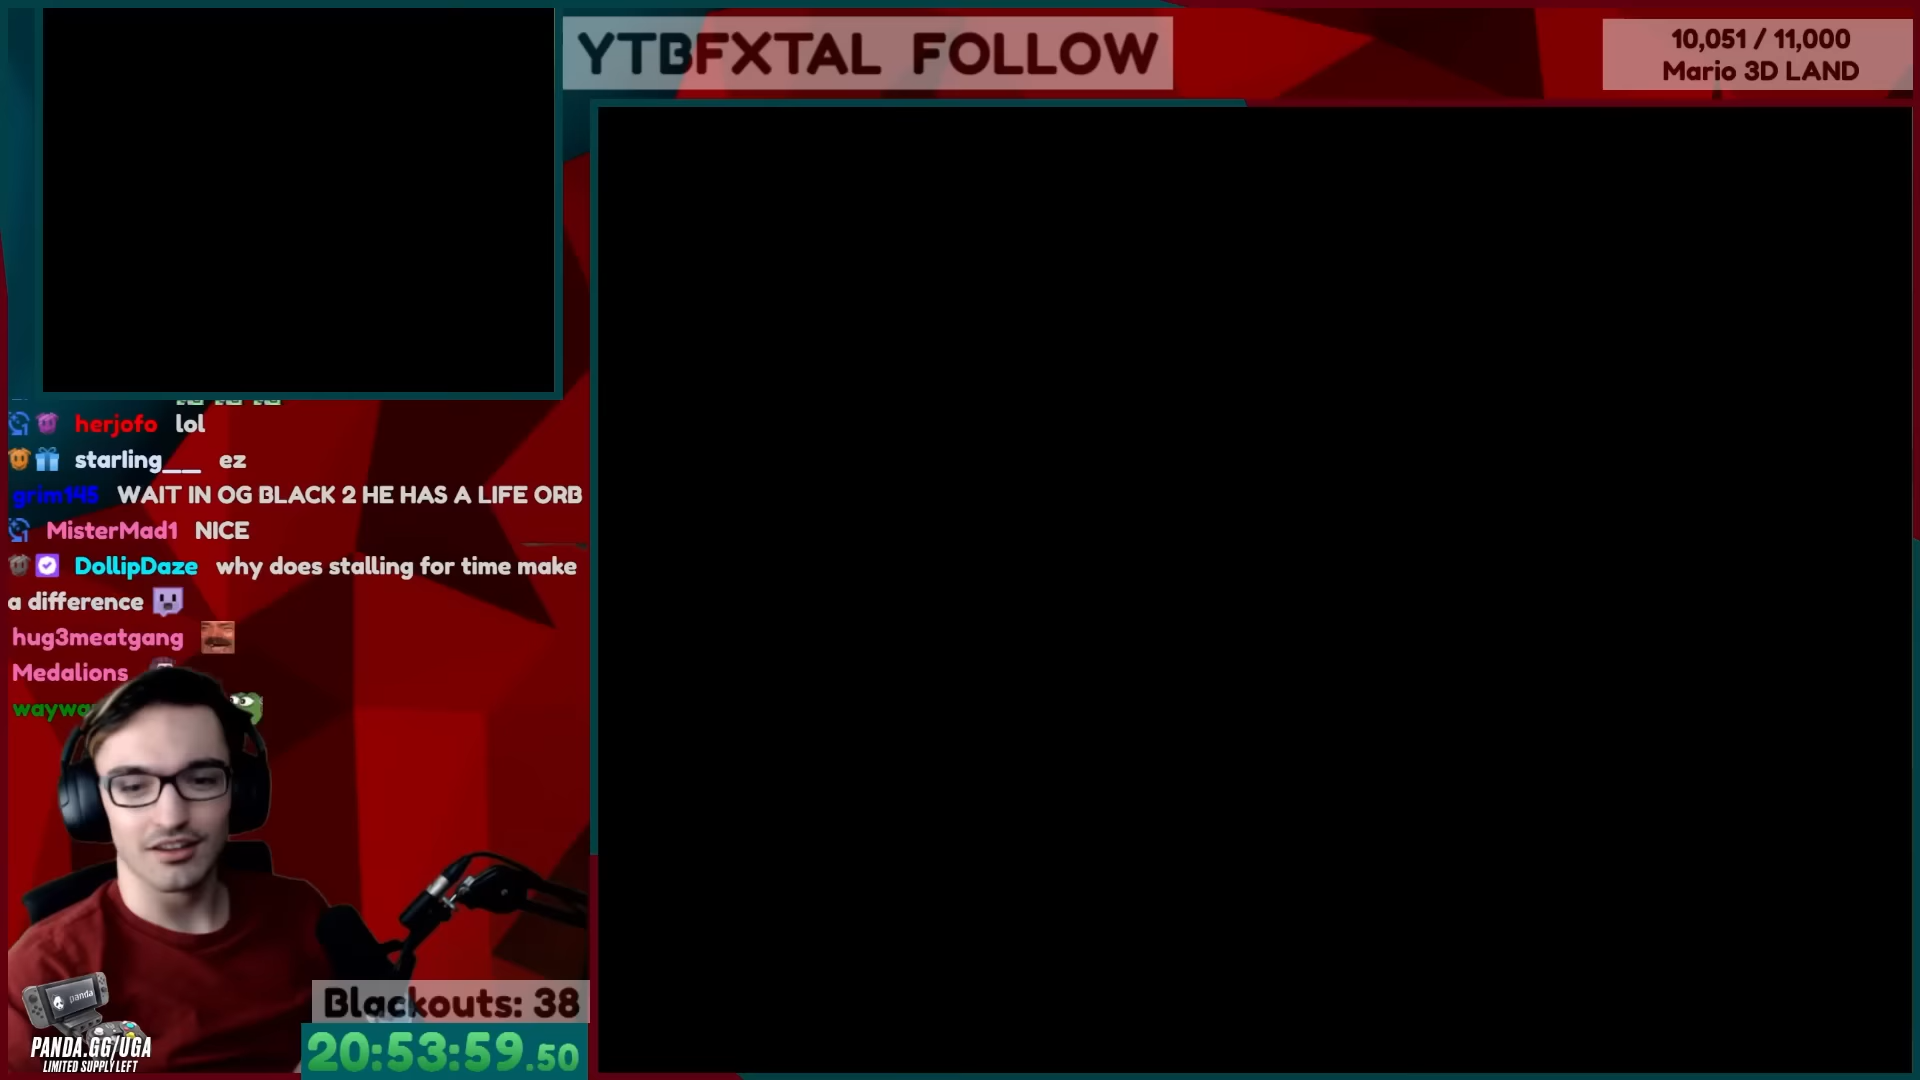 YTBFXTAL FOLLOW
10,051 / 11,000
Mario 3D LAND
herjofo lol
starling__ ez
grim145 WAIT IN OG BLACK 2 HE HAS A LIFE ORB
MisterMad1 NICE
DollipDaze why does stalling for time make
a difference
hug3meatgang
Medalions
panda
Blackouts: 38
PANDA.GG/UGA
LIMITED SUPPLY LEFT
20:53:59.50